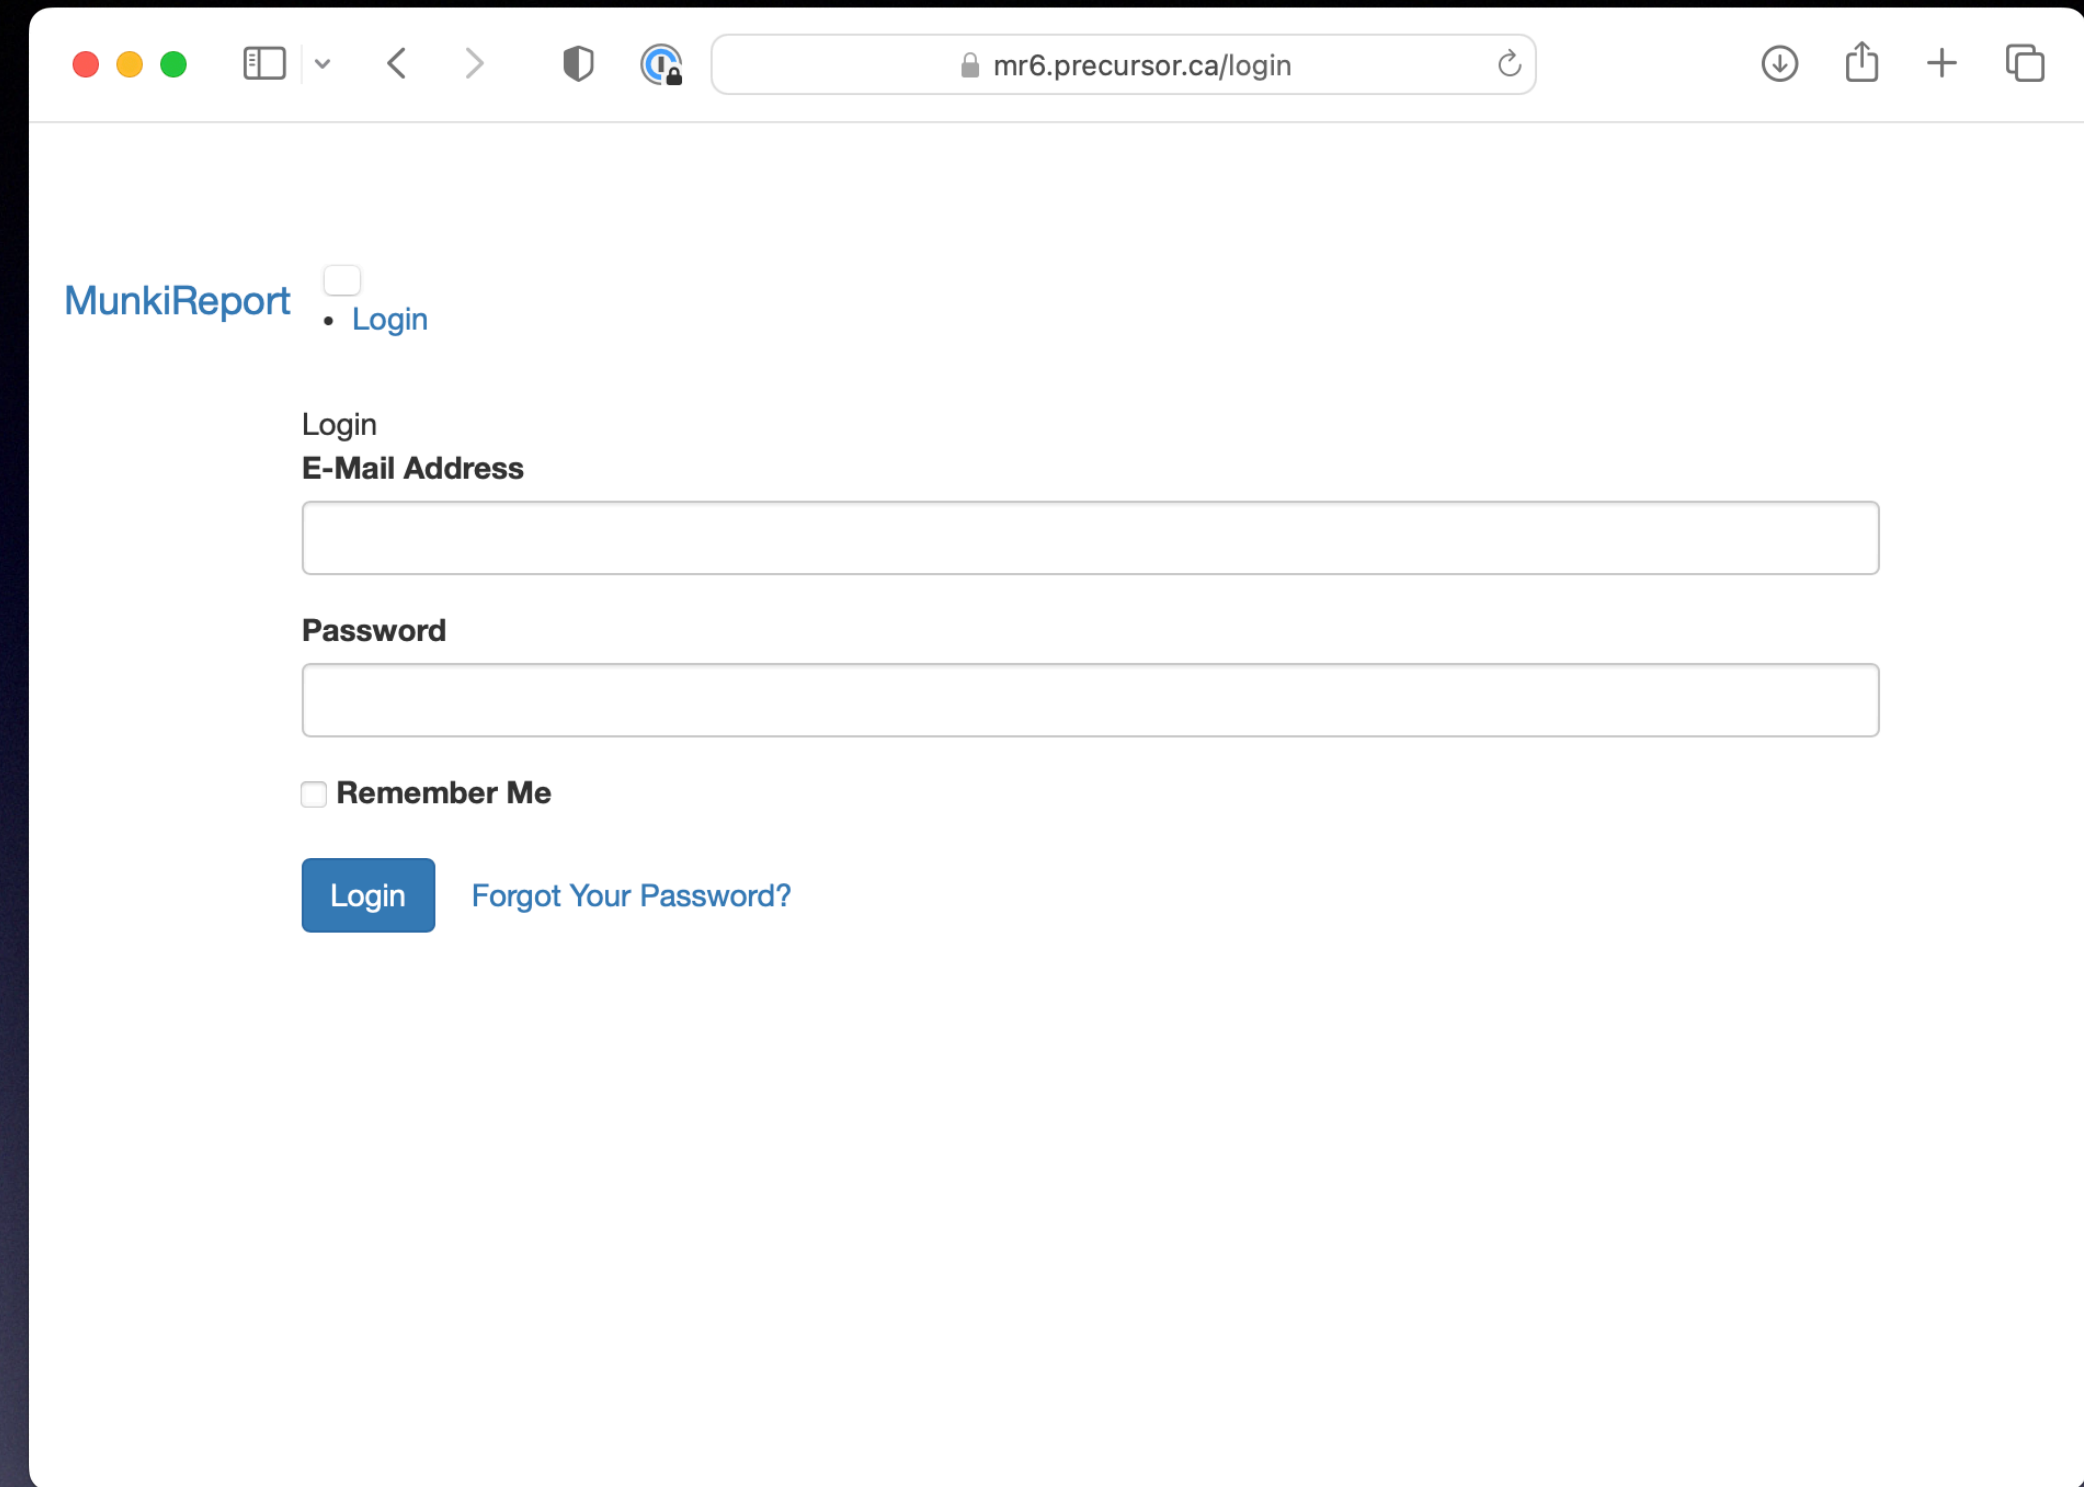 mr6.precursor.ca/login
MunkiReport
• Login
Login
E-Mail Address
Password
Remember Me
Login Forgot Your Password?